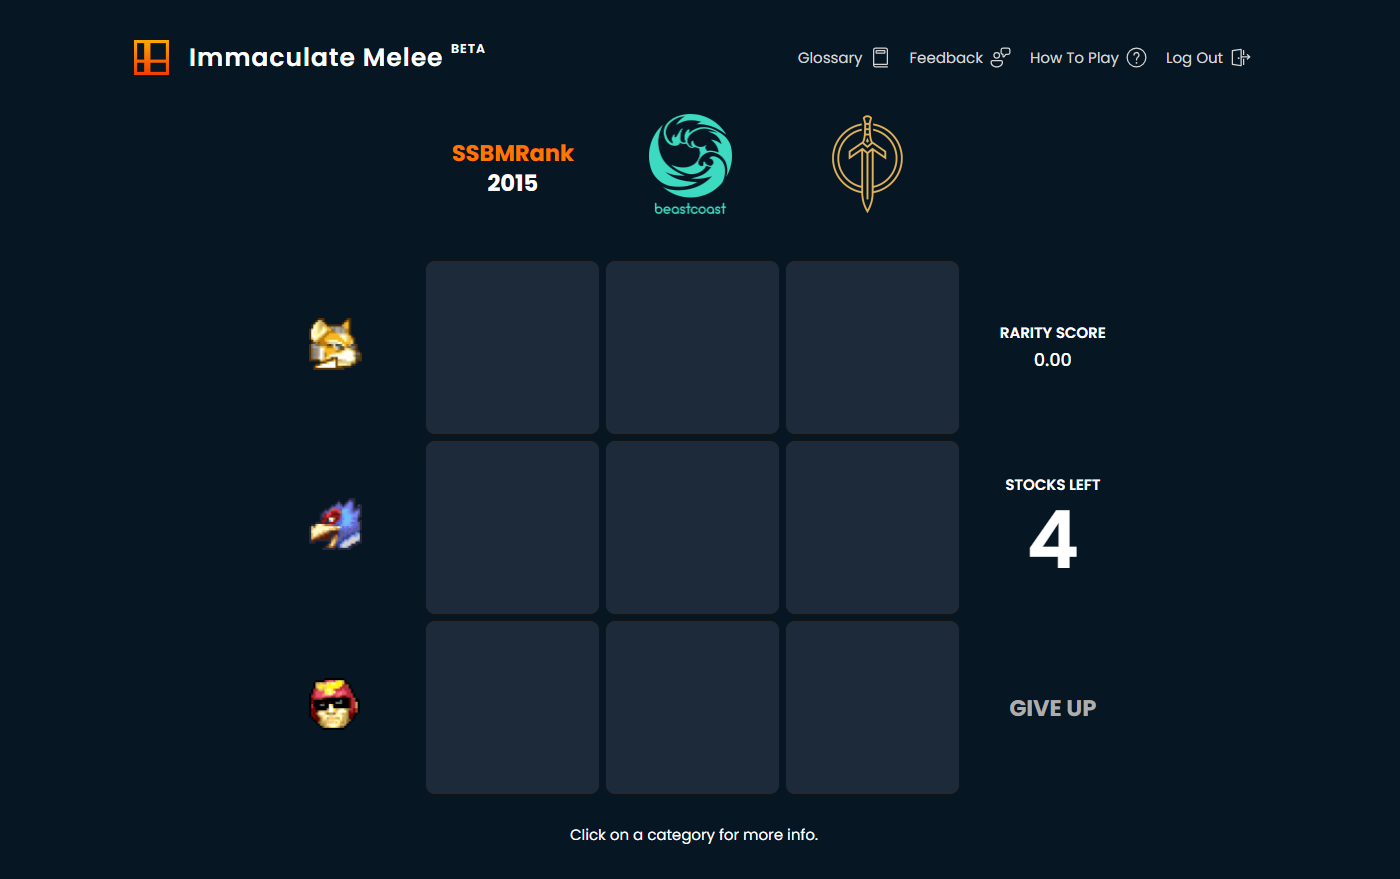 Immaculate Melee BETA
Glossary
Feedback
How To Play
Log Out
SSBMRank
2015
beastcoast
RARITY SCORE
0.00
STOCKS LEFT
4
GIVE UP
Click on a category for more info.